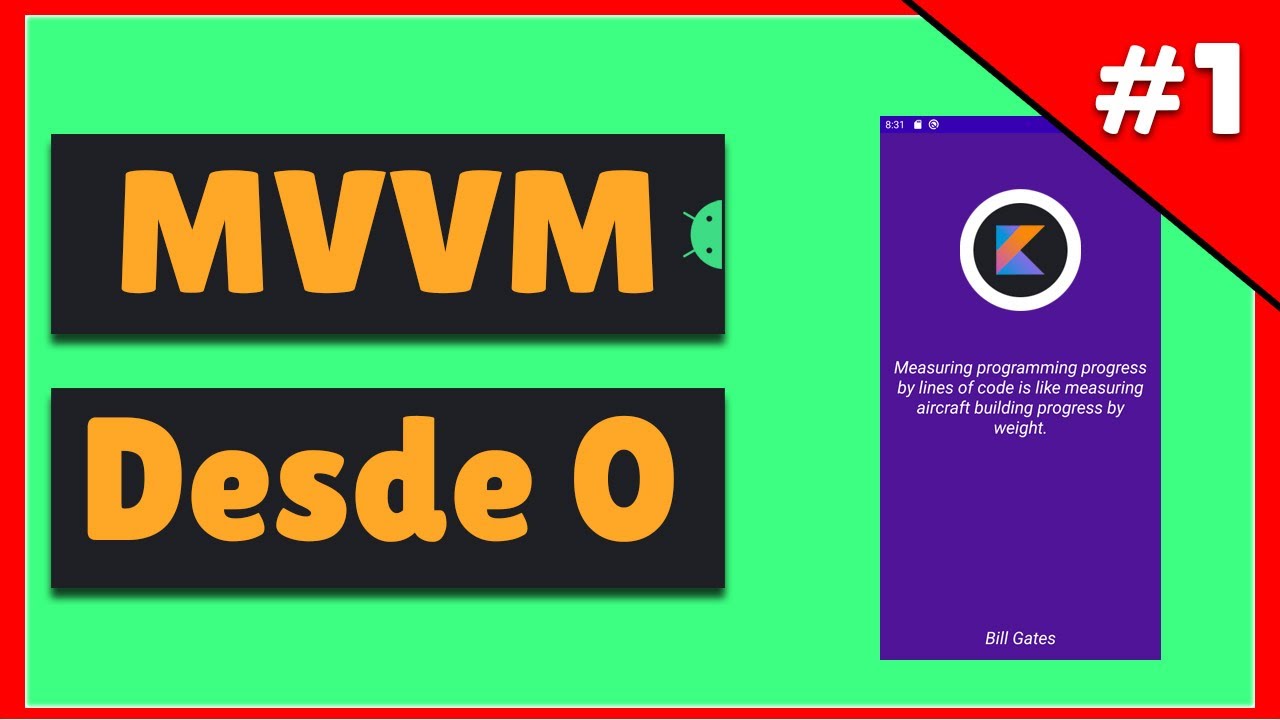 #1
MVVM
Desde 0
8:31
Measuring programming progress
by lines of code is like measuring
aircraft building progress by
weight.
Bill Gates